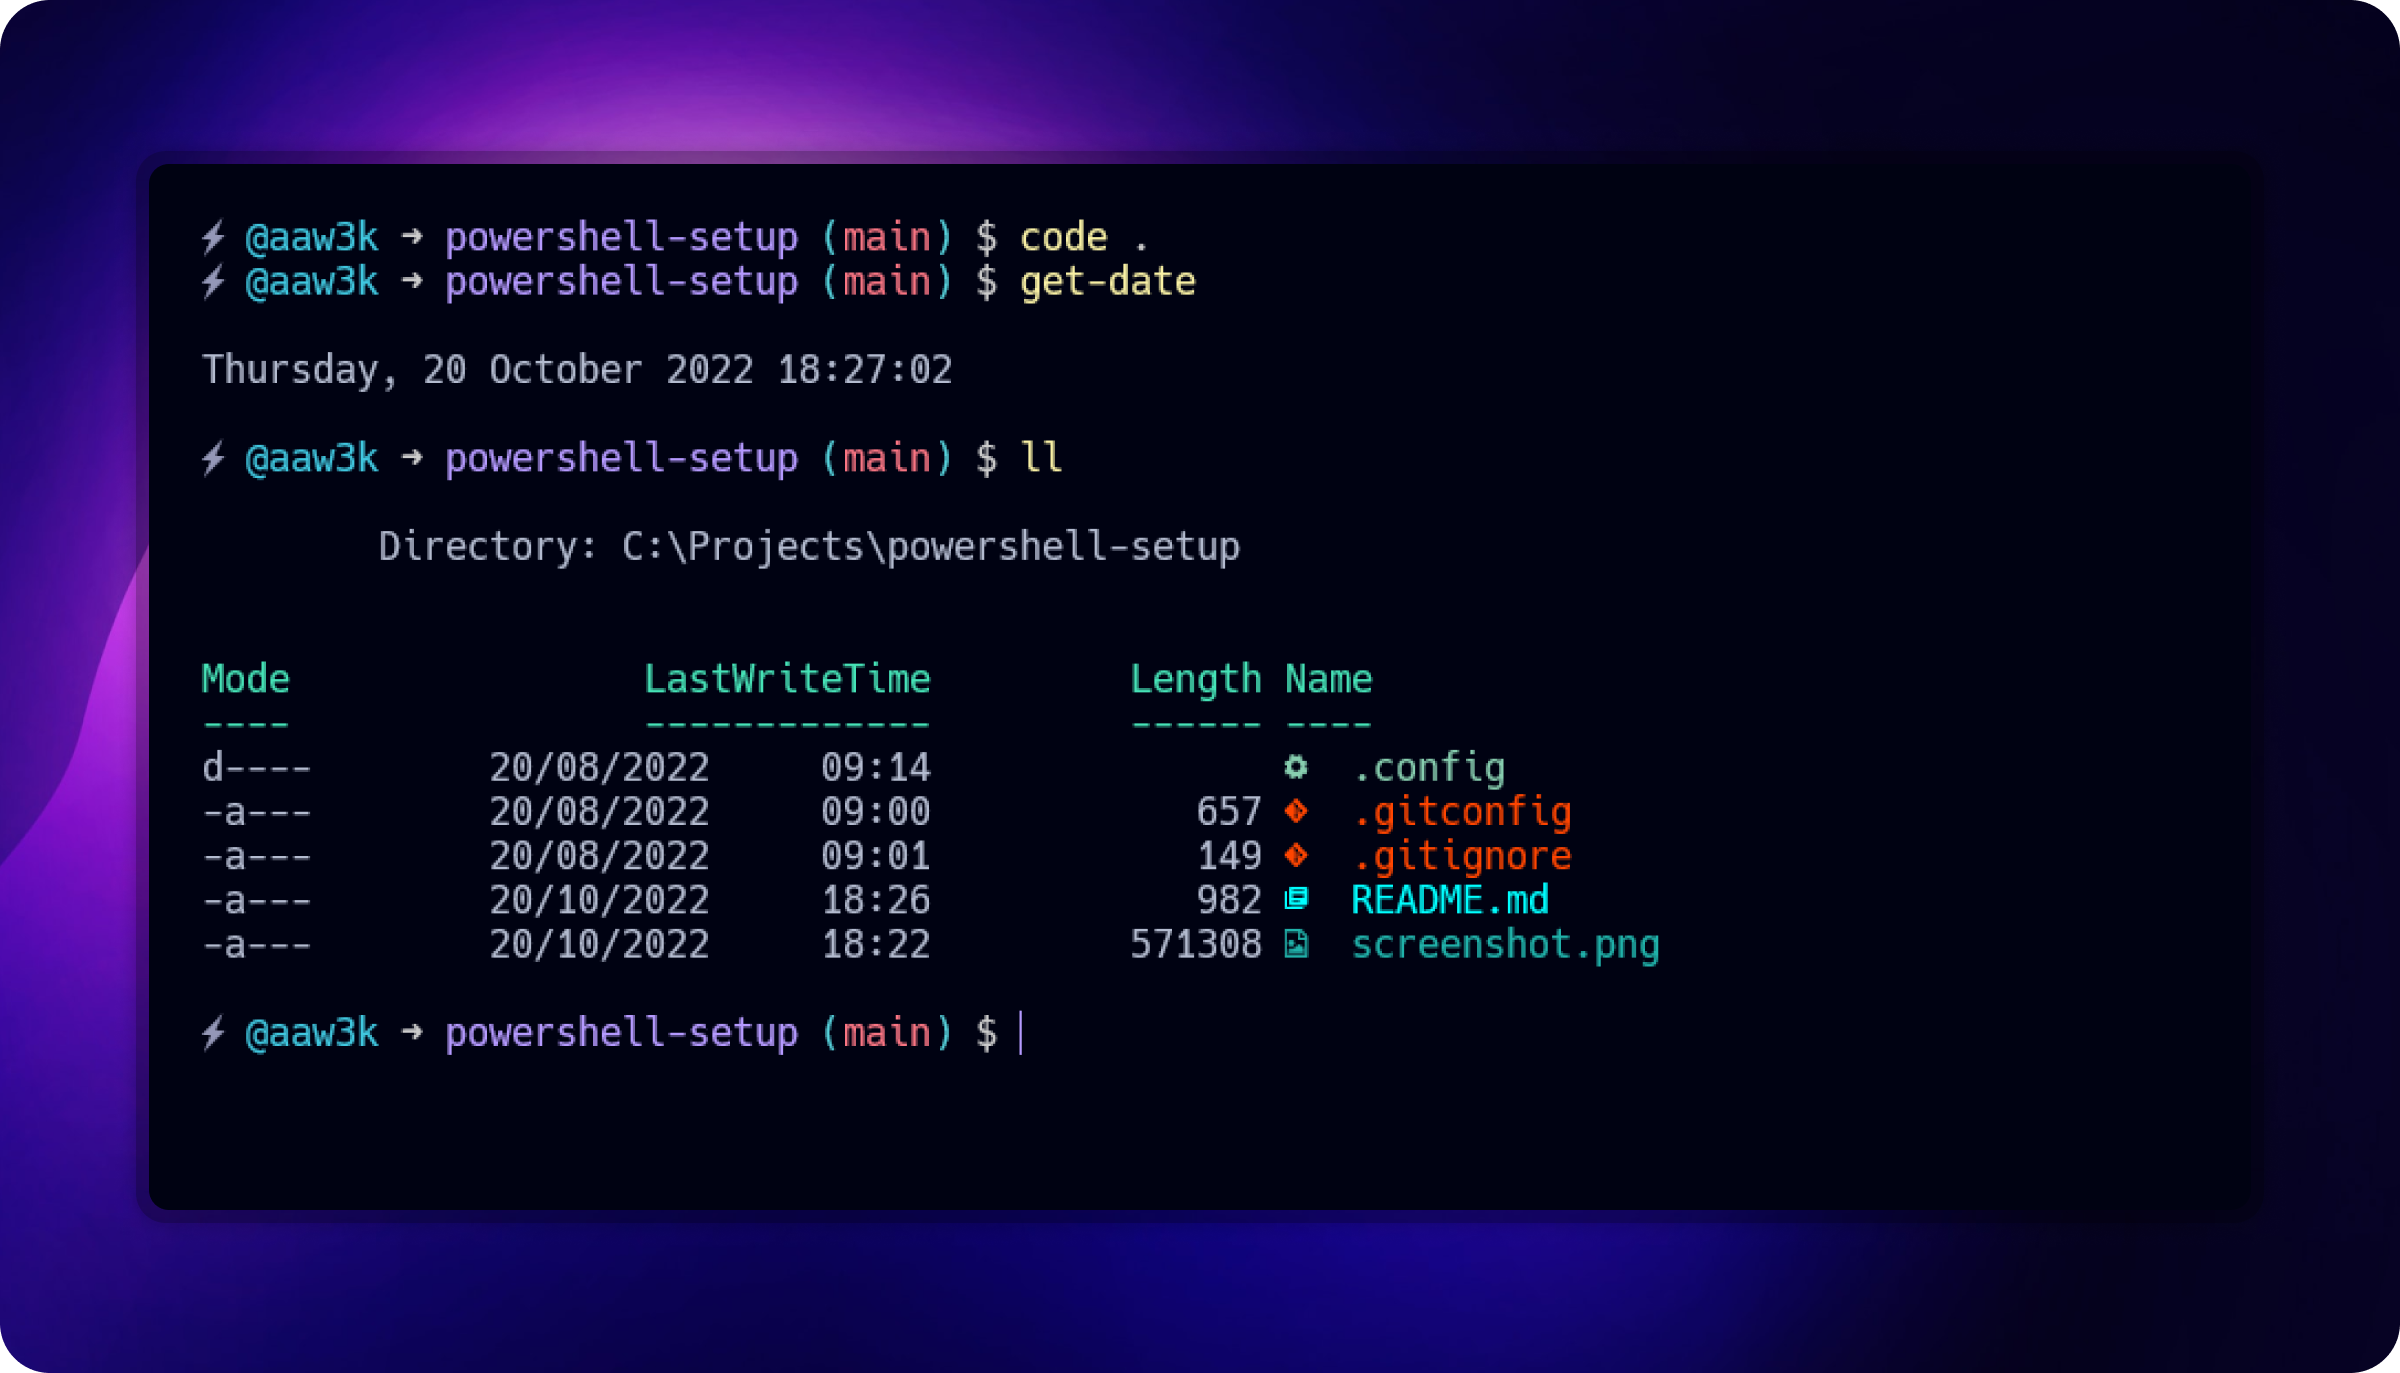 ⚡ @aaw3k ➜ powershell-setup (main) $ code .
⚡ @aaw3k ➜ powershell-setup (main) $ get-date
Thursday, 20 October 2022 18:27:02
⚡ @aaw3k ➜ powershell-setup (main) $ ll
Directory: C:\Projects\powershell-setup
Mode LastWriteTime Length Name
---- ------------- ------ ----
d---- 20/08/2022 09:14 .config
-a--- 20/08/2022 09:00 657 .gitconfig
-a--- 20/08/2022 09:01 149 .gitignore
-a--- 20/10/2022 18:26 982 README.md
-a--- 20/10/2022 18:22 571308 screenshot.png
⚡ @aaw3k ➜ powershell-setup (main) $